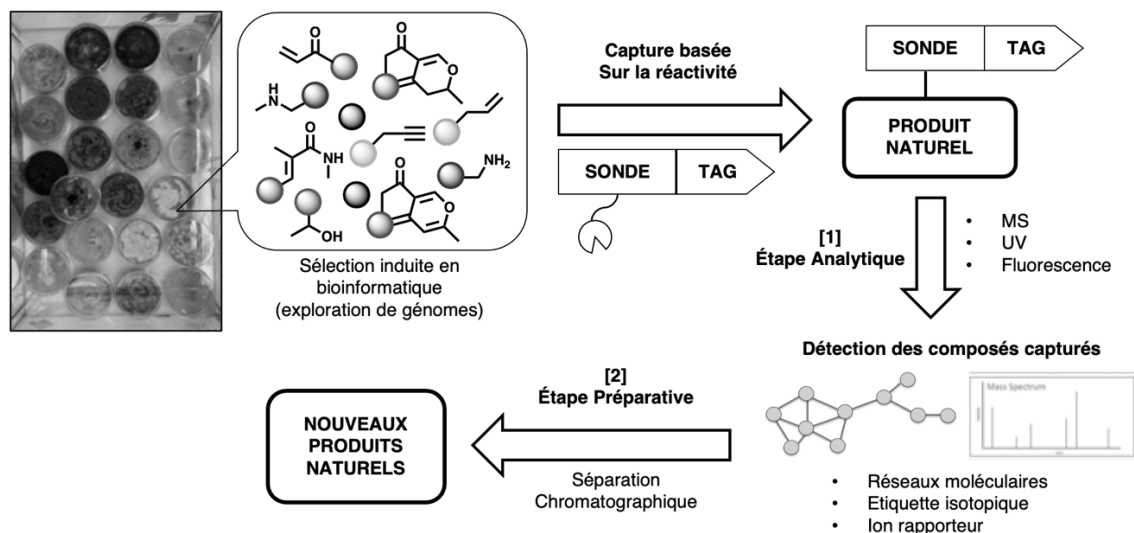 Capture basée
Sur la réactivité
SONDE TAG
PRODUIT
NATUREL
SONDE TAG
O
O
O
H
N
O
N
H
O
O
NH2
OH
Sélection induite en
bioinformatique
(exploration de génomes)
[1]
Étape Analytique
• MS
• UV
• Fluorescence
Détection des composés capturés
Mass Spectrum
• Réseaux moléculaires
• Etiquette isotopique
• Ion rapporteur
[2]
Étape Préparative
Séparation
Chromatographique
NOUVEAUX
PRODUITS
NATURELS